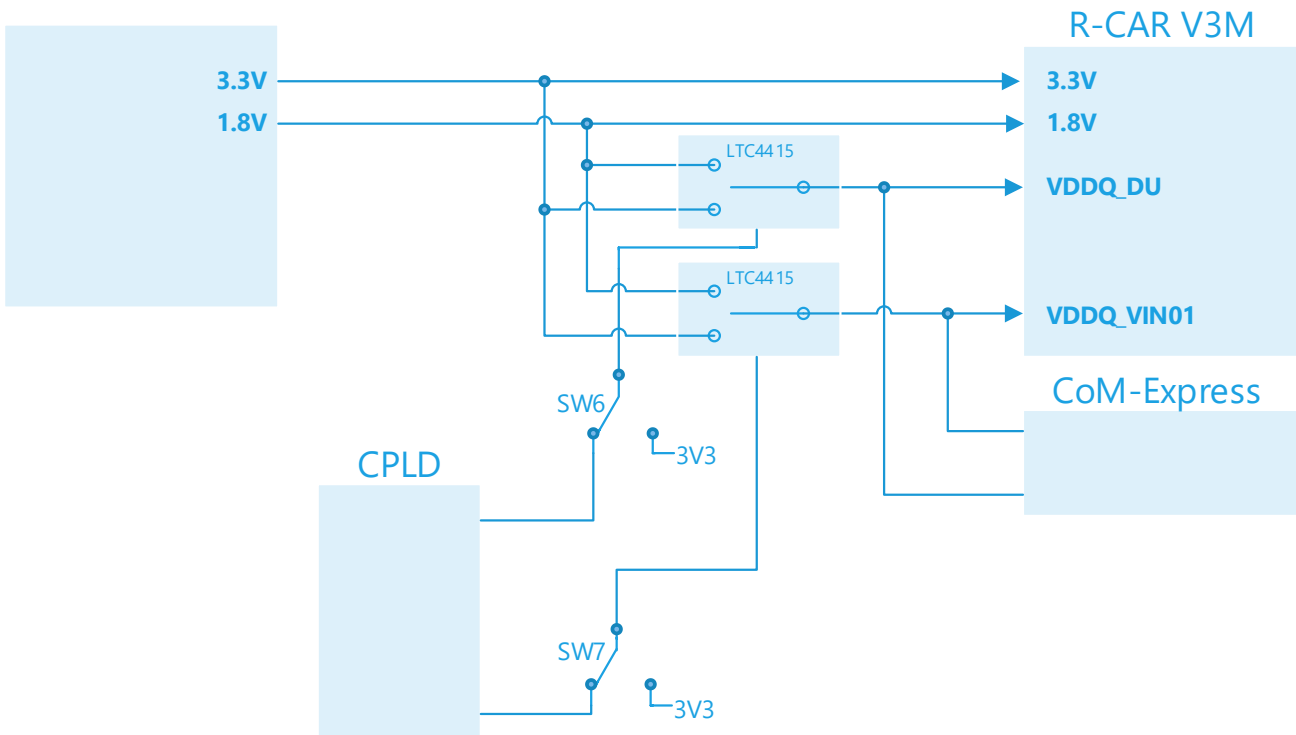 R-CAR V3M
3.3V
3.3V
1.8V
1.8V
LTC4415
VDDQ_DU
LTC4415
VDDQ_VIN01
CoM-Express
SW6
3V3
CPLD
SW7
3V3